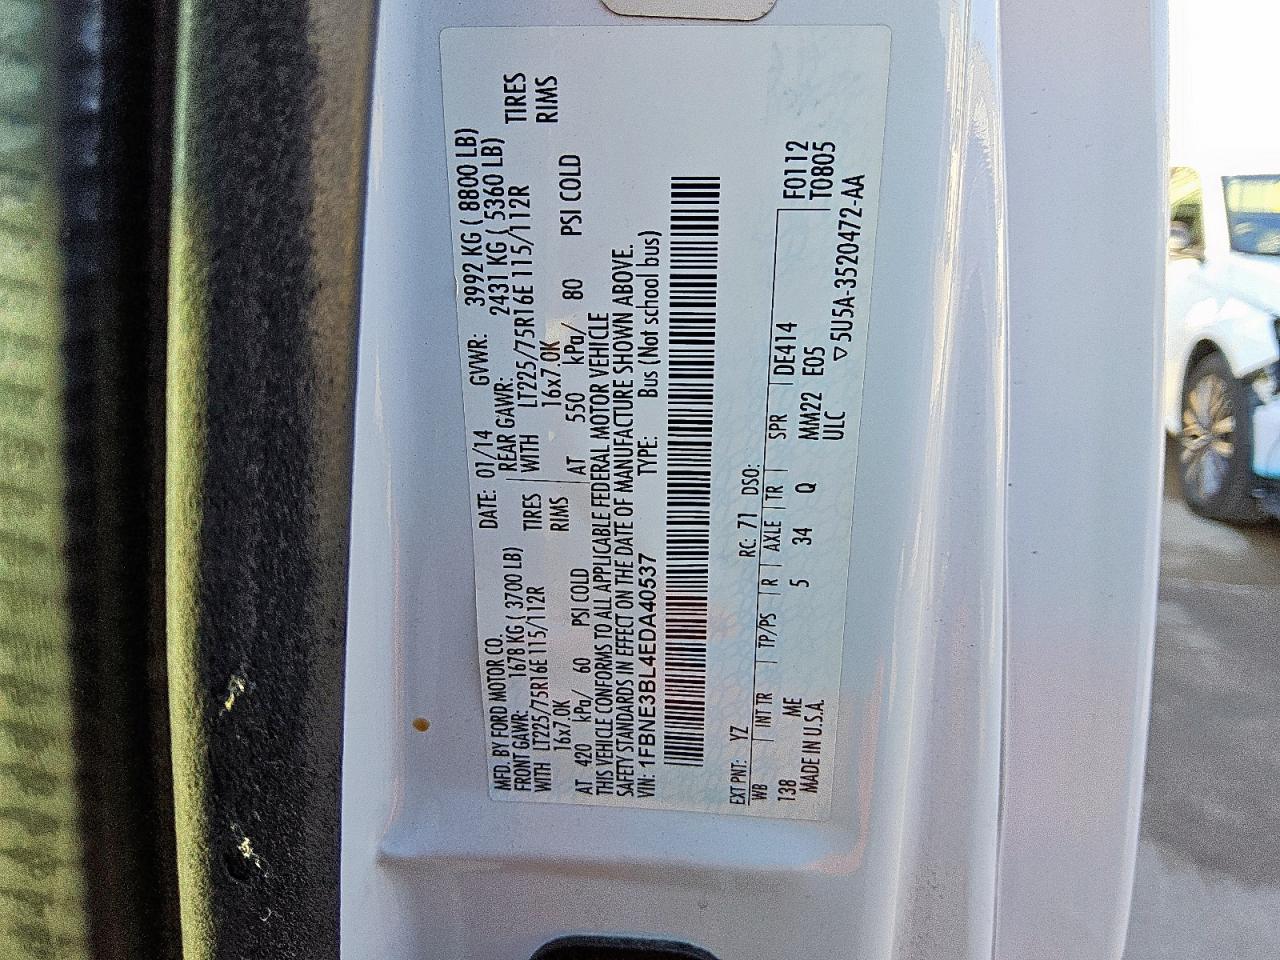 MFD. BY FORD MOTOR CO. DATE: 01/14 GVWR: 3992 KG ( 8800 LB)
FRONT GAWR: 1678 KG ( 3700 LB) REAR GAWR: 2431 KG ( 5360 LB)
WITH LT225/75R16E 115/112R TIRES WITH LT225/75R16E 115/112R TIRES
16x7.0K RIMS 16x7.0K RIMS
AT 420 kPa/ 60 PSI COLD AT 550 kPa/ 80 PSI COLD
THIS VEHICLE CONFORMS TO ALL APPLICABLE FEDERAL MOTOR VEHICLE
SAFETY STANDARDS IN EFFECT ON THE DATE OF MANUFACTURE SHOWN ABOVE.
VIN: 1FBNE3BL4EDA40537 TYPE: Bus (Not school bus)
EXT PNT: YZ RC: 71 DSO:
WB INT TR TP/PS R AXLE TR SPR DE414 F0112
138 ME 5 34 Q MM22 E05 T0805
MADE IN U.S.A. ULC
▽5U5A-3520472-AA